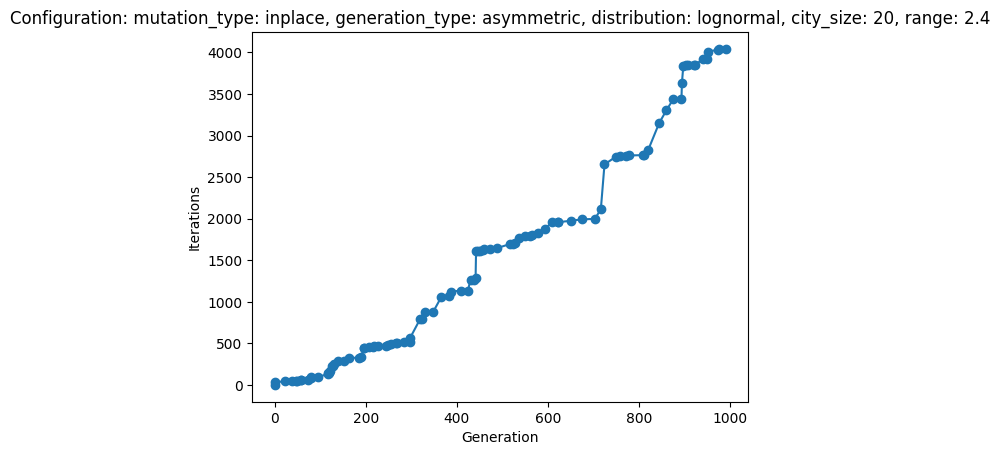 Configuration: mutation_type: inplace, generation_type: asymmetric, distribution: lognormal, city_size: 20, range: 2.4
4000
3500
3000
2500
2000
1500
1000
500
0
Iterations
0 200 400 600 800 1000
Generation